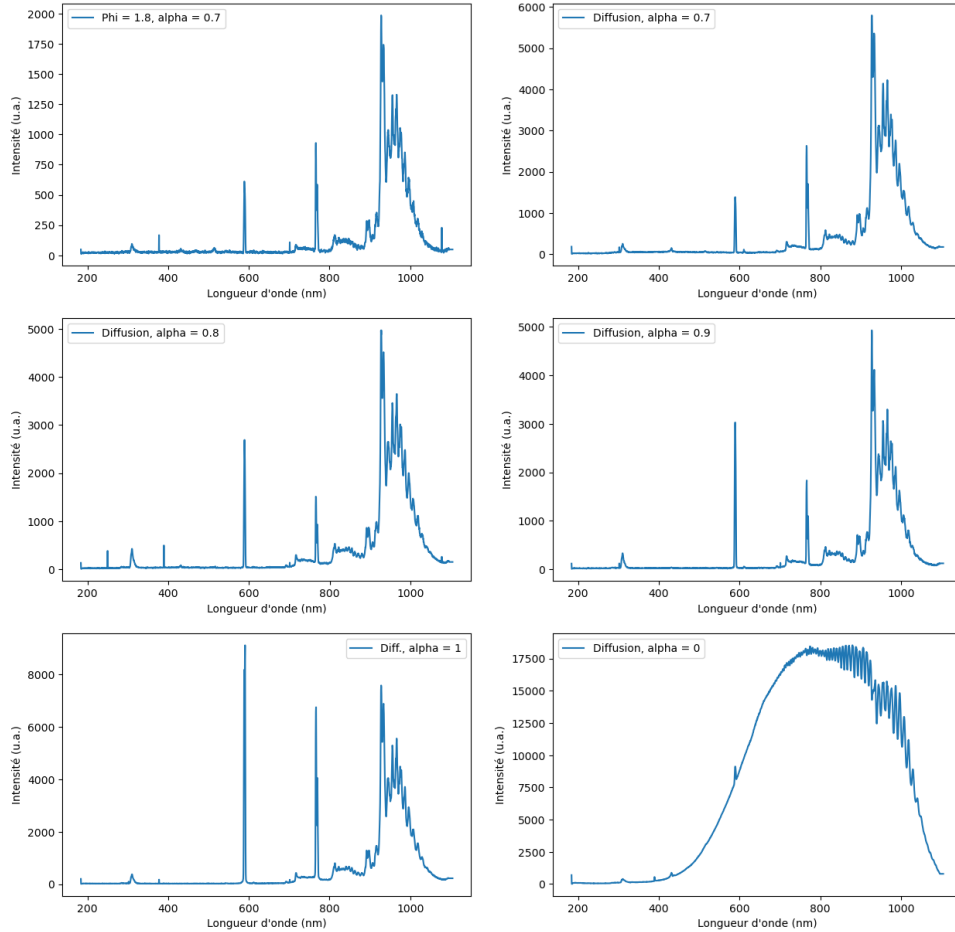 Phi = 1.8, alpha = 0.7
Intensité (u.a.)
2000
1750
1500
1250
1000
750
500
250
0
200 400 600 800 1000
Longueur d'onde (nm)
Diffusion, alpha = 0.7
Intensité (u.a.)
6000
5000
4000
3000
2000
1000
0
200 400 600 800 1000
Longueur d'onde (nm)
Diffusion, alpha = 0.8
Intensité (u.a.)
5000
4000
3000
2000
1000
0
200 400 600 800 1000
Longueur d'onde (nm)
Diffusion, alpha = 0.9
Intensité (u.a.)
5000
4000
3000
2000
1000
0
200 400 600 800 1000
Longueur d'onde (nm)
Diff., alpha = 1
Intensité (u.a.)
8000
6000
4000
2000
0
200 400 600 800 1000
Longueur d'onde (nm)
Diffusion, alpha = 0
Intensité (u.a.)
17500
15000
12500
10000
7500
5000
2500
0
200 400 600 800 1000
Longueur d'onde (nm)